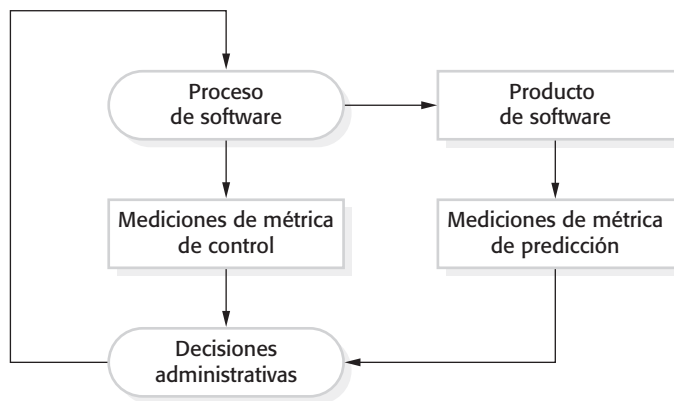 Proceso
de software
Producto
de software
Mediciones de métrica
de control
Mediciones de métrica
de predicción
Decisiones
administrativas